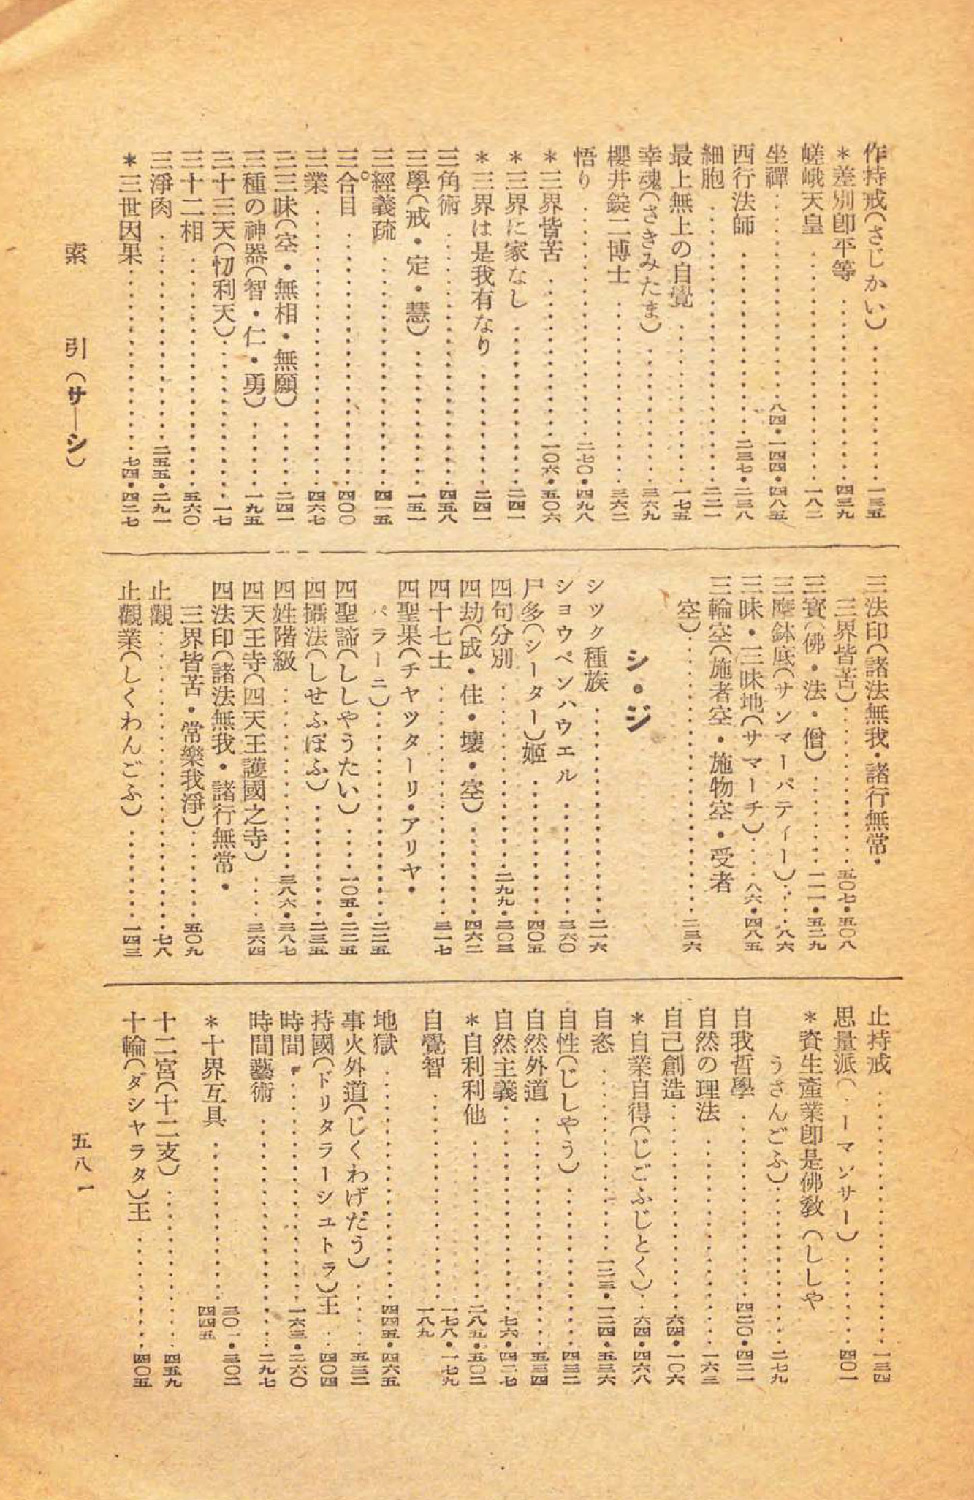 作持戒(さじかい)……………一三五
*差別卽平等……………四三九
嵯峨天皇……………一八二
坐禪……………八四・一四四・四八五
西行法師……………二三七・二三八
細胞……………二二一
最上無上の自覺……………一七五
幸魂(さきみたま)……………三六九
櫻井錠二博士……………三六二
悟り……………二七〇・四九八
*三界皆苦……………一〇六・五〇六
*三界に家なし……………二四一
*三界は是我有なり……………二四一
三角術……………四五八
三學(戒・定・慧)……………一五一
三經義疏……………四一五
三合目……………四〇〇
三業……………四六七
三三昧(空・無相・無願)……………二四一
三種の神器(智・仁・勇)……………一九五
三十三天(忉利天)……………一七
三十二相……………五六〇
三淨肉……………二五五・二九一
*三世因果……………七四・四二七
三法印(諸法無我・諸行無常・
三界皆苦)……………五〇七・五〇八
三寶(佛・法・僧)……………二一・五二九
三摩鉢底(サンマーパティー)……八六
三昧・三昧地(サマーチ)……八六・四八五
三輪空(施者空・施物空・受者
空)……………二三六
シ・ジ
シック種族……………二一六
ショウペンハウエル……………三六〇
尸多(シーター)姬……………四〇五
四句分別……………二九九・三〇三
四劫(成・住・壞・空)……………四六二
四十七士……………三一七
四聖果(チヤツターリ・アリヤ・
パラーニ)……………二二五
四聖諦(ししやうたい)……一〇五・二二五
四攝法(しせふぼふ)……………二三五
四姓階級……………三八六・三八七
四天王寺(四天王護國之寺)……三六四
四法印(諸法無我・諸行無常・
三界皆苦・常樂我淨)……………五〇九
止觀……………七八
止觀業(しくわんごふ)……………一四三
止持戒……………一三四
思量派(ーマンサー)……………四〇一
*資生產業卽是佛敎(ししや
うさんごふ)……………二七九
自我哲學……………四二〇・四二一
自然の理法……………一六三
自己創造……………六四・一〇六
*自業自得(じごふじとく)……六四・四六八
自恣……………一三・一二四・五三六
自性(じしやう)……………四三二
自然外道……………五三四
自然主義……………七六・四二七
*自利利他……………二八五・五〇二
自覺智……………一七八・一七九
一八九
地獄……………四四五・四六五
事火外道(じくわげだう)……………五三二
持國(ドリタラーシユトラ)王……四〇四
時間……………一六三・二六〇
時間藝術……………二九七
*十界互具……………三〇一・三〇二
四四五
十二宮(十二支)……………四五九
十輪(ダシヤラタ)王……………四〇五
索 引 (サ―シ)
五八一